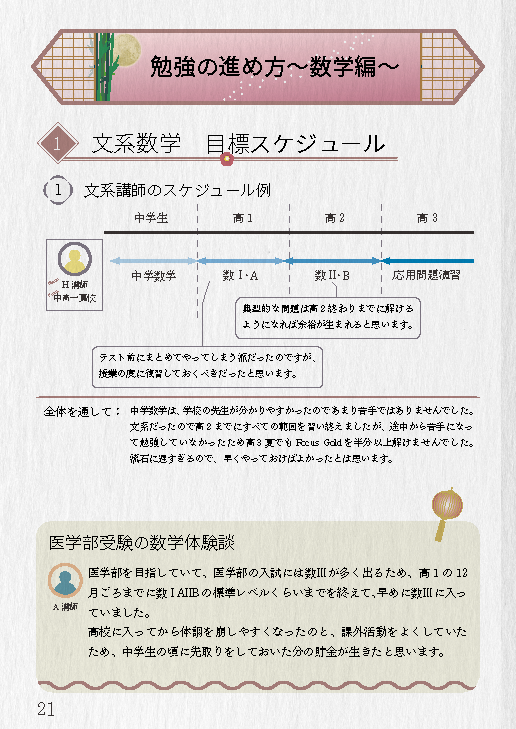 勉強の進め方～数学編～
1 文系数学 目標スケジュール
1 文系講師のスケジュール例
中学生 高1 高2 高3
H講師
中高一貫校
中学数学 数I・A 数II・B 応用問題演習
典型的な問題は高2終わりまでに解ける
ようになれば余裕が生まれると思います。
テスト前にまとめてやってしまう派だったのですが、
授業の度に復習しておくべきだったと思います。
全体を通して： 中学数学は、学校の先生が分かりやすかったのであまり苦手ではありませんでした。
文系だったので高2までにすべての範囲を習い終えましたが、途中から苦手になっ
て勉強していなかったため高3夏でも Focus Gold を半分以上解けませんでした。
流石に遅すぎるので、早くやっておけばよかったとは思います。
医学部受験の数学体験談
A講師
医学部を目指していて、医学部の入試には数Ⅲが多く出るため、高1の12
月ごろまでに数ⅠAⅡBの標準レベルくらいまでを終えて、早めに数Ⅲに入っ
ていました。
高校に入ってから体調を崩しやすくなったのと、課外活動をよくしていた
ため、中学生の頃に先取りをしておいた分の貯金が生きたと思います。
21